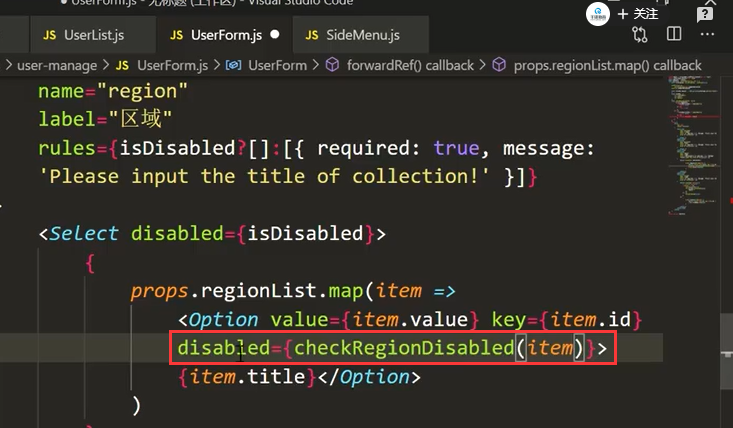 UserForm.js - 无标题 (工作区) - Visual Studio Code
+ 关注
JS UserList.js
JS UserForm.js
JS SideMenu.js
> user-manage > JS UserForm.js > UserForm > forwardRef() callback > props.regionList.map() callback
name="region"
label="区域"
rules={isDisabled?[]:[{ required: true, message:
'Please input the title of collection!' }]}
<Select disabled={isDisabled}>
{
props.regionList.map(item =>
<Option value={item.value} key={item.id}
disabled={checkRegionDisabled(item)}>
{item.title}</Option>
)